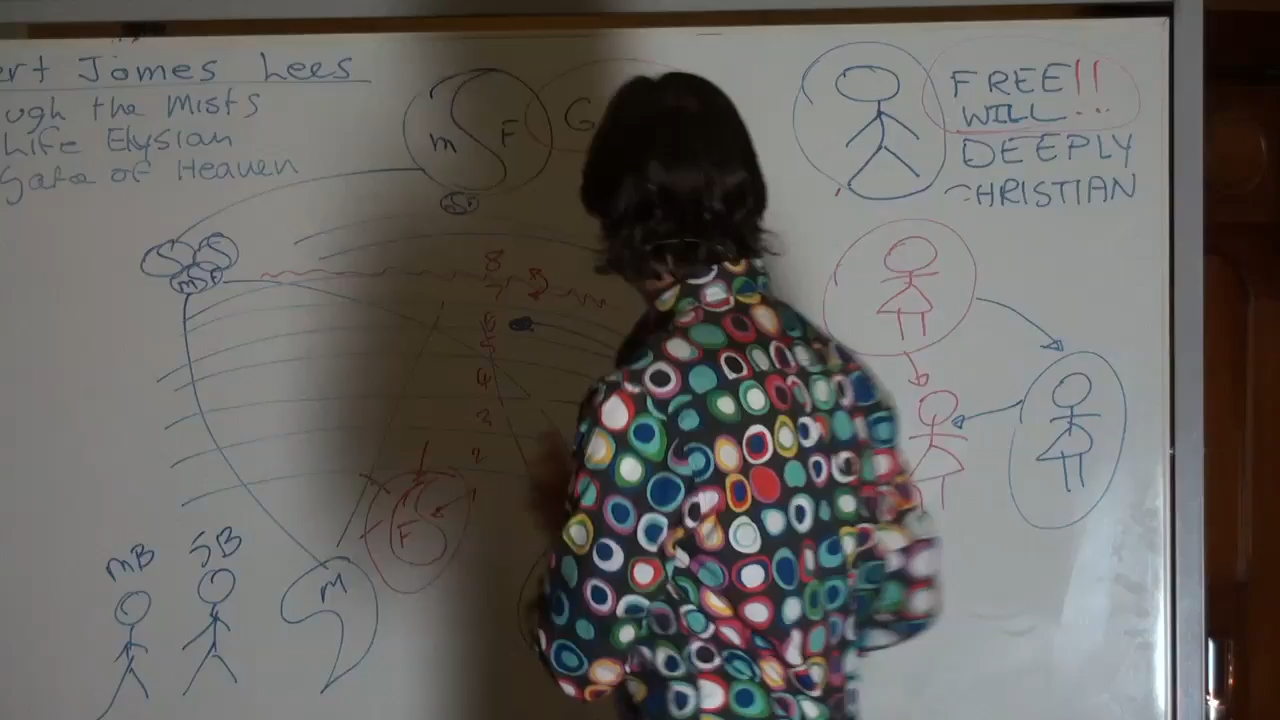 ert James Lees
ough the Mists
Life Elysian
Gate of Heaven
m F
G
FREE!!
WILL...
DEEPLY
CHRISTIAN
S S
m F
8
7
6
5
4
3
2
1
F
MB SB
M